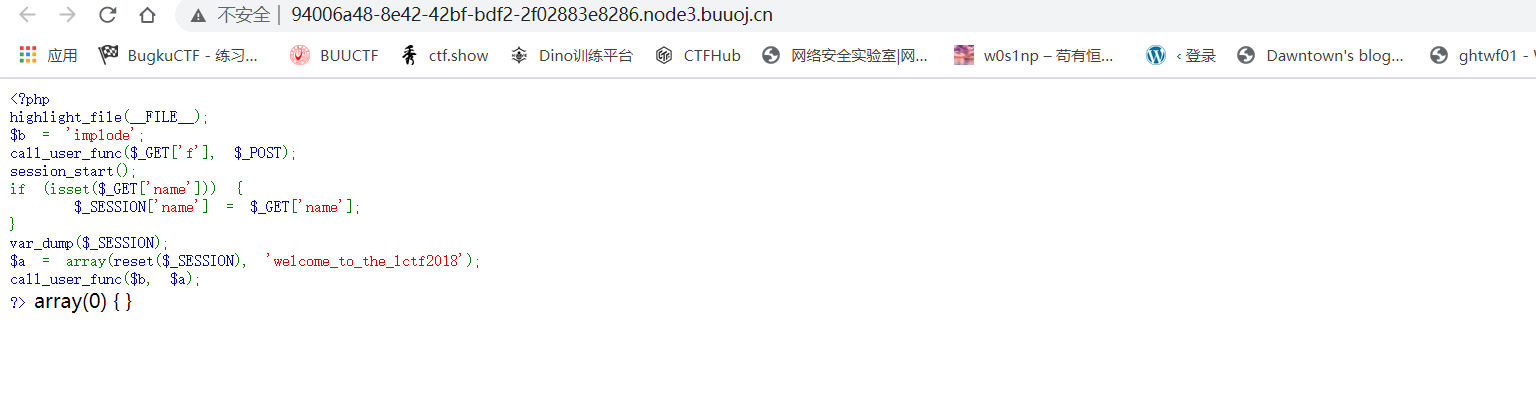 不安全 | 94006a48-8e42-42bf-bdf2-2f02883e8286.node3.buuoj.cn
应用 BugkuCTF - 练习... BUUCTF ctf.show Dino训练平台 CTFHub 网络安全实验室|网... w0s1np – 苟有恒... ‹ 登录 Dawntown's blog... ghtwf01 -
<?php
highlight_file(__FILE__);
$b = 'implode';
call_user_func($_GET['f'], $_POST);
session_start();
if (isset($_GET['name'])) {
$_SESSION['name'] = $_GET['name'];
}
var_dump($_SESSION);
$a = array(reset($_SESSION), 'welcome_to_the_lctf2018');
call_user_func($b, $a);
?> array(0) { }